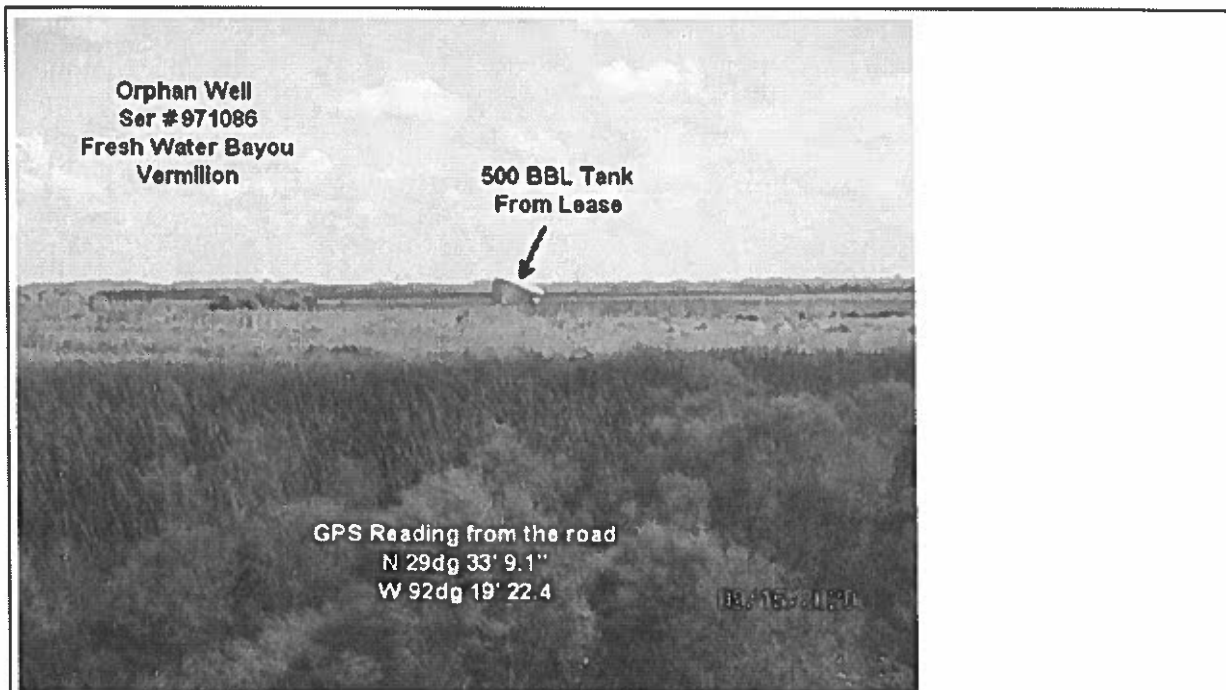 Orphan Well
Ser #971086
Fresh Water Bayou
Vermilion
500 BBL Tank
From Lease
GPS Reading from the road
N 29dg 33' 9.1"
W 92dg 19' 22.4